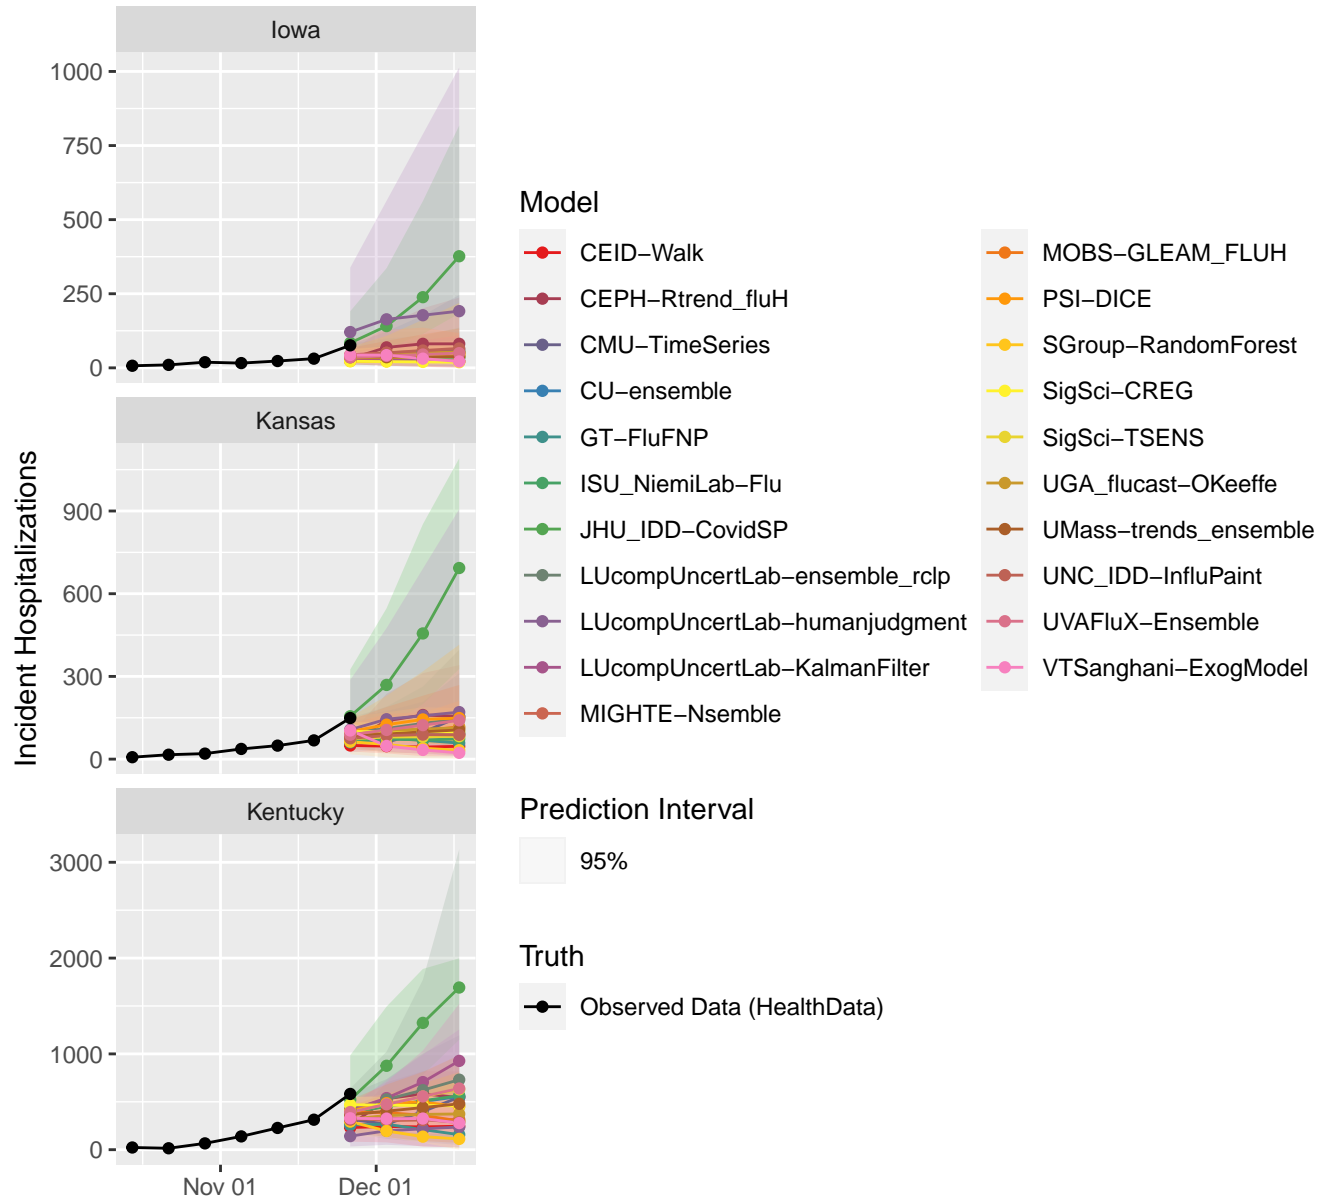 Iowa
1000
750
500
250
0
Kansas
900
600
300
0
Kentucky
3000
2000
1000
0
Nov 01
Dec 01
Incident Hospitalizations
Model
CEID−Walk
CEPH−Rtrend_fluH
CMU−TimeSeries
CU−ensemble
GT−FluFNP
ISU_NiemiLab−Flu
JHU_IDD−CovidSP
LUcompUncertLab−ensemble_rclp
LUcompUncertLab−humanjudgment
LUcompUncertLab−KalmanFilter
MIGHTE−Nsemble
MOBS−GLEAM_FLUH
PSI−DICE
SGroup−RandomForest
SigSci−CREG
SigSci−TSENS
UGA_flucast−OKeeffe
UMass−trends_ensemble
UNC_IDD−InfluPaint
UVAFluX−Ensemble
VTSanghani−ExogModel
Prediction Interval
95%
Truth
Observed Data (HealthData)